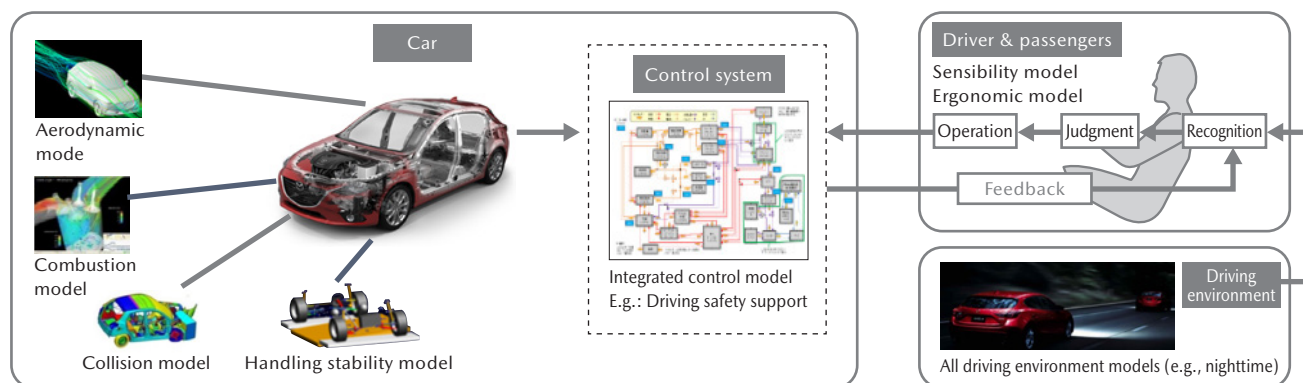 Car
Aerodynamic
mode
Combustion
model
Collision model
Handling stability model
Control system
Integrated control model
E.g.: Driving safety support
Driver & passengers
Sensibility model
Ergonomic model
Operation
Judgment
Recognition
Feedback
Driving
environment
All driving environment models (e.g., nighttime)